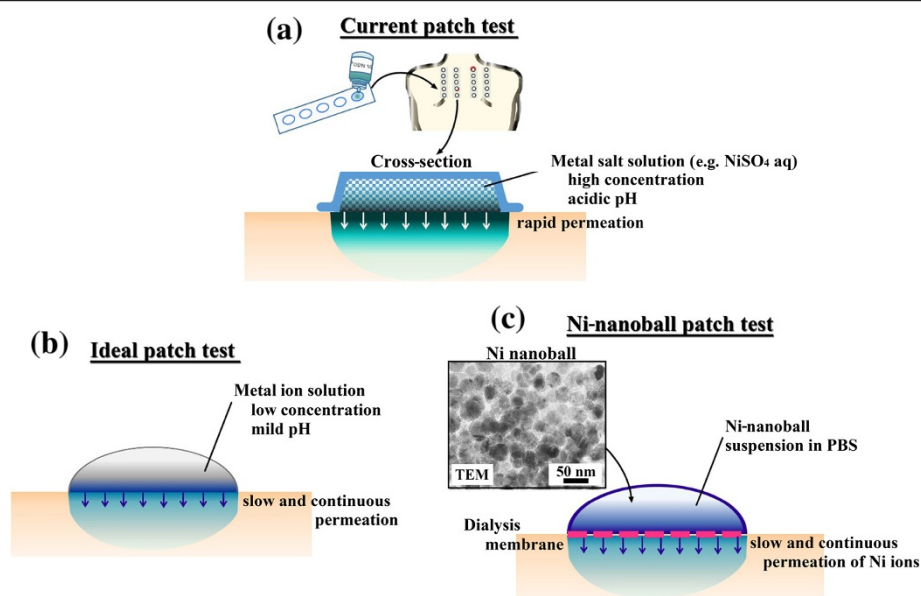 (a)
Current patch test
Cross-section
Metal salt solution (e.g. NiSO₄ aq)
high concentration
acidic pH
rapid permeation
(b)
Ideal patch test
Metal ion solution
low concentration
mild pH
slow and continuous
permeation
(c)
Ni-nanoball patch test
Ni nanoball
TEM
50 nm
Ni-nanoball
suspension in PBS
Dialysis
membrane
slow and continuous
permeation of Ni ions